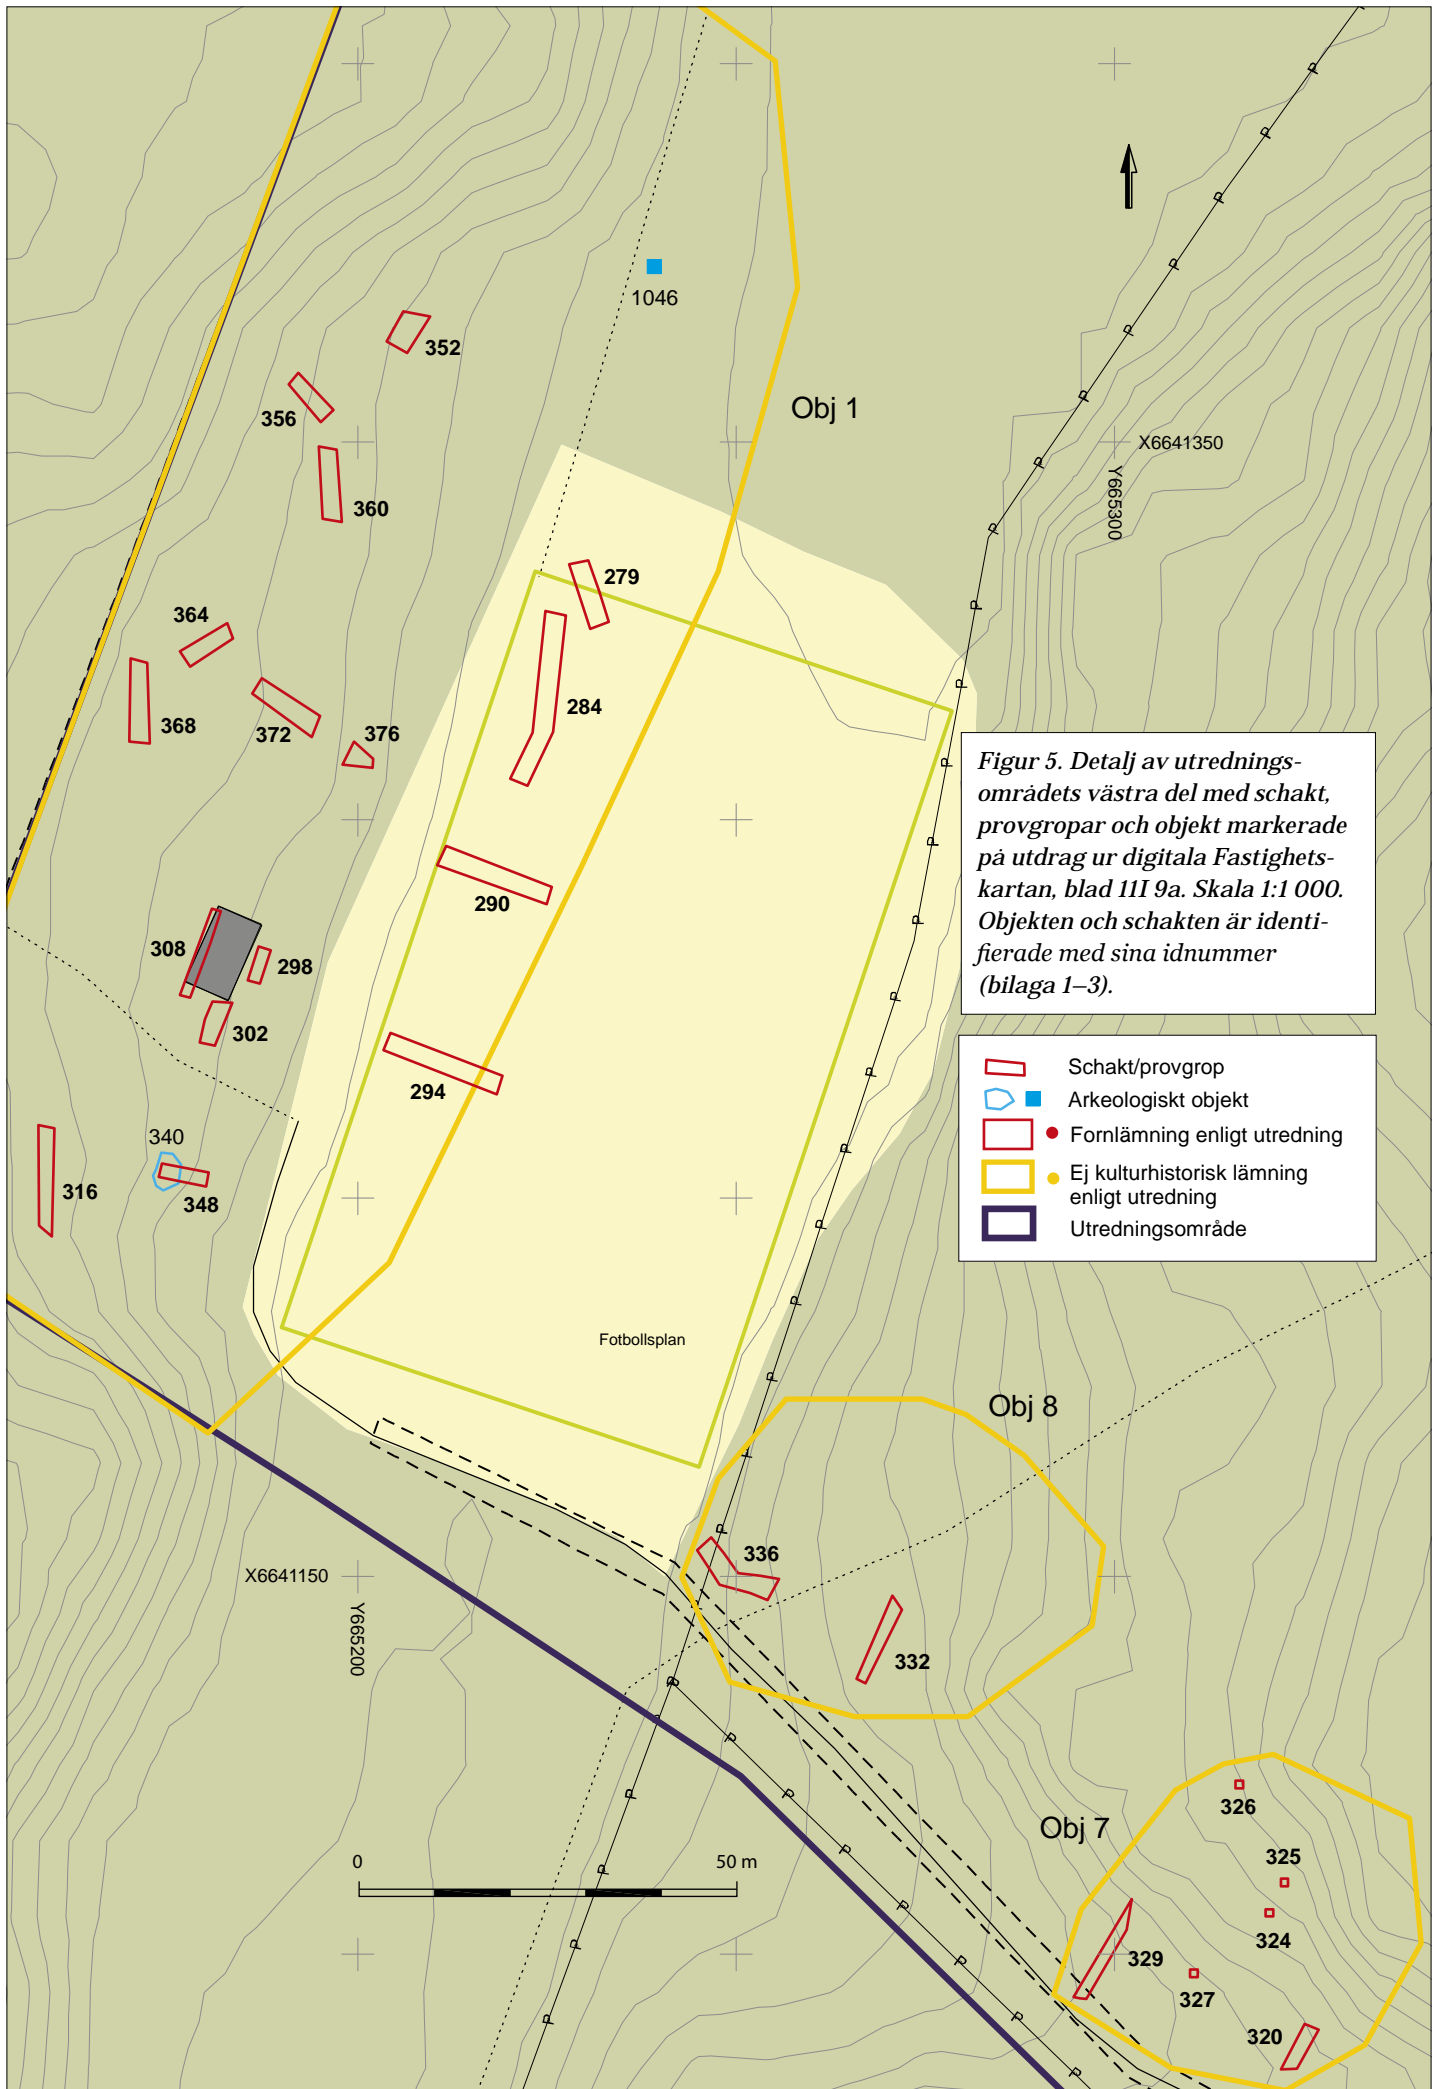 1046
352
Obj 1
356
X6641350
Y665300
360
279
364
284
368
372
376
Figur 5. Detalj av utrednings-
områdets västra del med schakt,
provgropar och objekt markerade
på utdrag ur digitala Fastighets-
kartan, blad 11I 9a. Skala 1:1 000.
Objekten och schakten är identi-
fierade med sina idnummer
(bilaga 1–3).
290
308
298
302
294
Schakt/provgrop
Arkeologiskt objekt
Fornlämning enligt utredning
Ej kulturhistorisk lämning
enligt utredning
Utredningsområde
340
316
348
Fotbollsplan
Obj 8
336
X6641150
Y665200
332
326
Obj 7
0 50 m
325
324
329
327
320